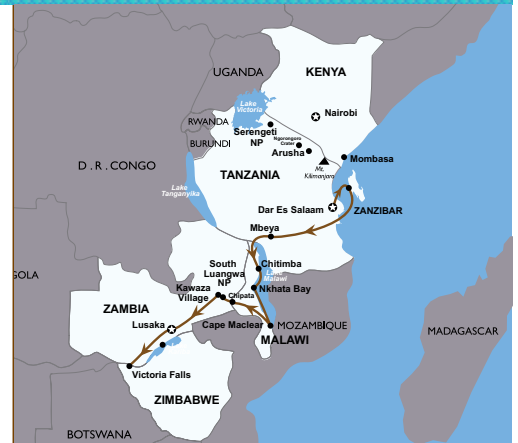 UGANDA
KENYA
Lake
Victoria
Nairobi
RWANDA
Serengeti
NP
Ngorongoro
Crater
BURUNDI
Arusha
Mt.
Kilimanjaro
Mombasa
D.R. CONGO
TANZANIA
Lake
Tanganyika
Dar Es Salaam
ZANZIBAR
Mbeya
South
Luangwa
NP
Chitimba
Lake
Malawi
GOLA
Kawaza
Village
Chipata
Nkhata Bay
ZAMBIA
Lusaka
Cape Maclear
MOZAMBIQUE
MADAGASCAR
MALAWI
Victoria Falls
ZIMBABWE
BOTSWANA